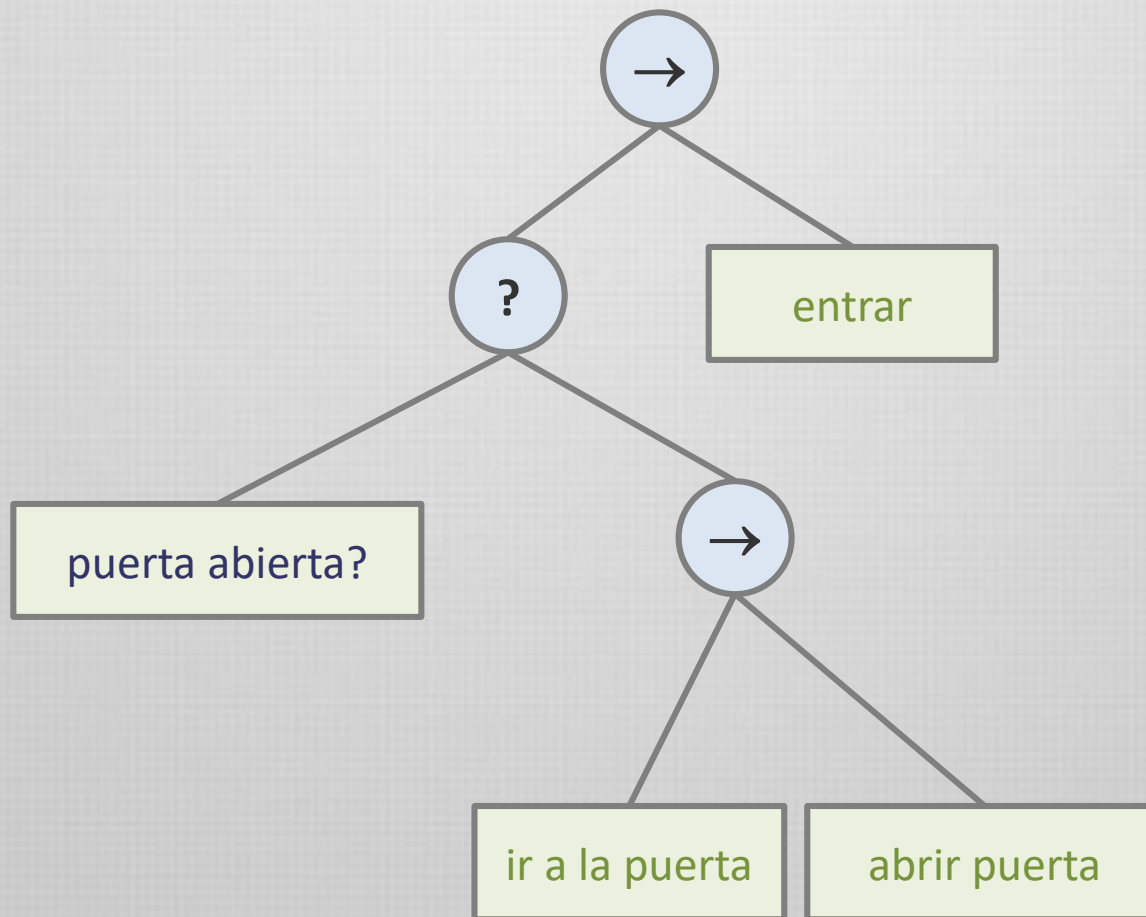 →
?
entrar
puerta abierta?
→
ir a la puerta
abrir puerta